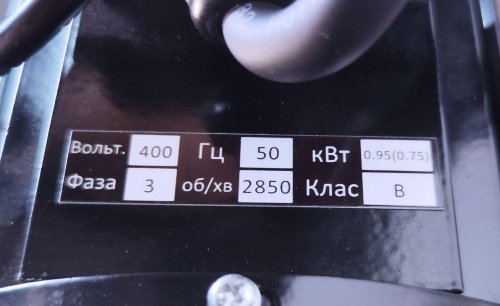 Вольт. 400 Гц 50 кВт 0.95(0.75)
Фаза 3 об/хв 2850 Клас B